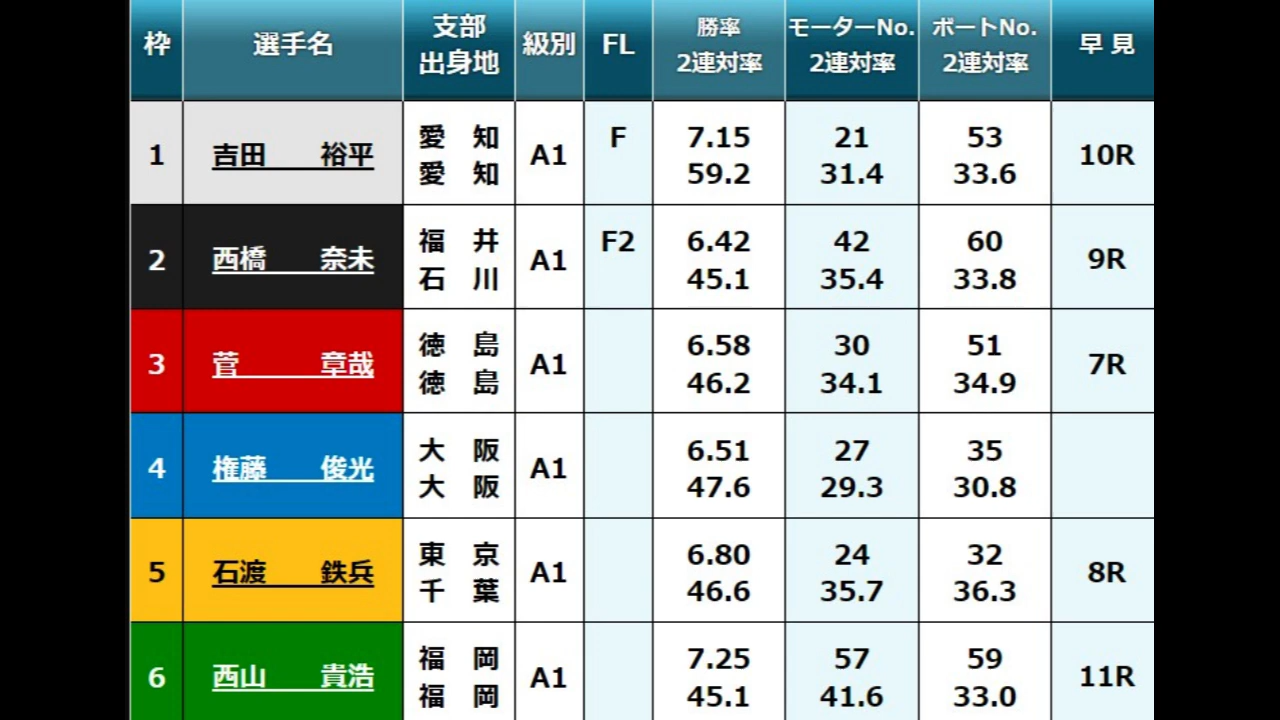 枠 選手名 支部 出身地 級別 FL 勝率 2連対率 モーターNo. 2連対率 ボートNo. 2連対率 早見
1 吉田 裕平 愛知 愛知 A1 F 7.15 59.2 21 31.4 53 33.6 10R
2 西橋 奈未 福井 石川 A1 F2 6.42 45.1 42 35.4 60 33.8 9R
3 菅 章哉 徳島 徳島 A1 6.58 46.2 30 34.1 51 34.9 7R
4 権藤 俊光 大阪 大阪 A1 6.51 47.6 27 29.3 35 30.8
5 石渡 鉄兵 東京 千葉 A1 6.80 46.6 24 35.7 32 36.3 8R
6 西山 貴浩 福岡 福岡 A1 7.25 45.1 57 41.6 59 33.0 11R